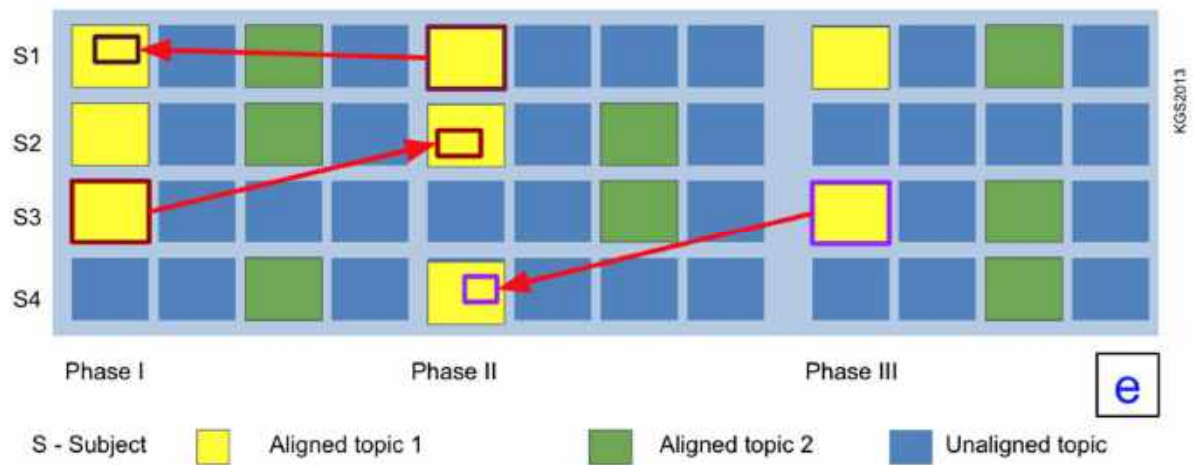 S1
S2
S3
S4
KGS2013
Phase I Phase II Phase III
e
S - Subject Aligned topic 1 Aligned topic 2 Unaligned topic